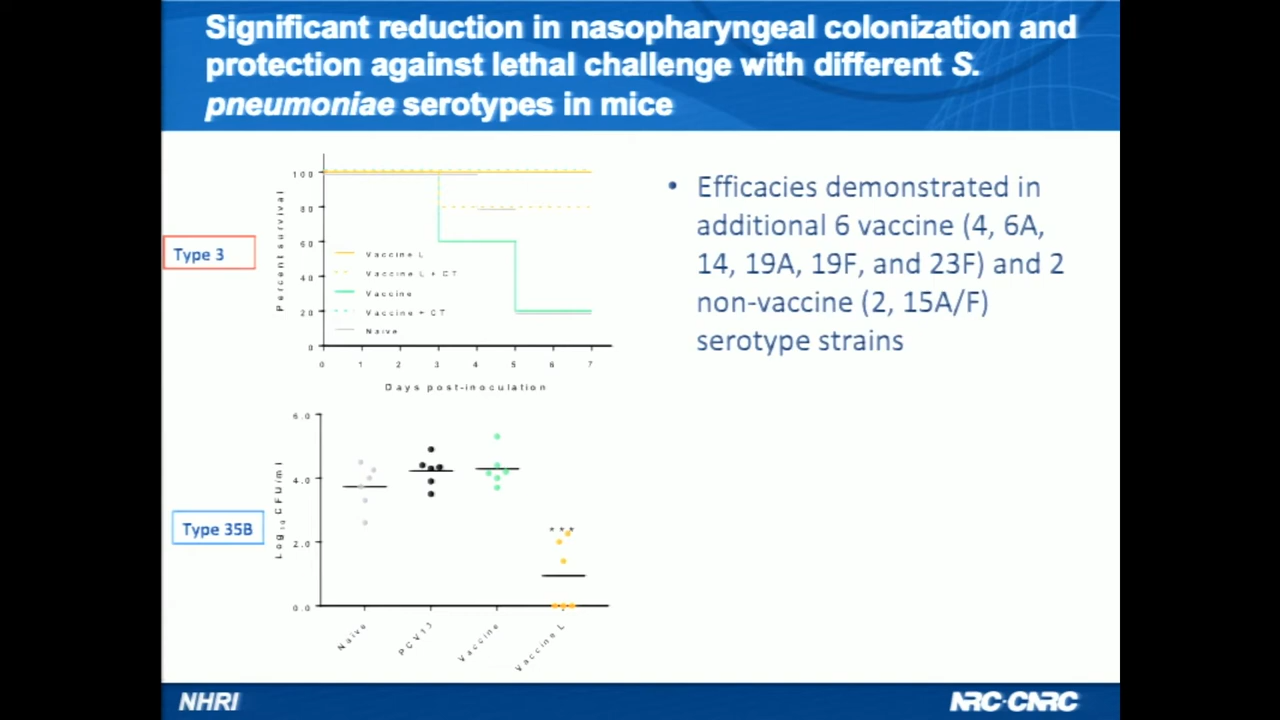 Significant reduction in nasopharyngeal colonization and
protection against lethal challenge with different S.
pneumoniae serotypes in mice
Type 3
Percent survival
100
80
60
40
20
0
Vaccine L
Vaccine L + CT
Vaccine
Vaccine + CT
Naive
0 1 2 3 4 5 6 7
Days post-inoculation
• Efficacies demonstrated in
additional 6 vaccine (4, 6A,
14, 19A, 19F, and 23F) and 2
non-vaccine (2, 15A/F)
serotype strains
Type 35B
Log10 CFU/ml
6.0
4.0
2.0
0.0
***
Naive
PCV13
Vaccine
Vaccine L
NHRI
NRC·CNRC